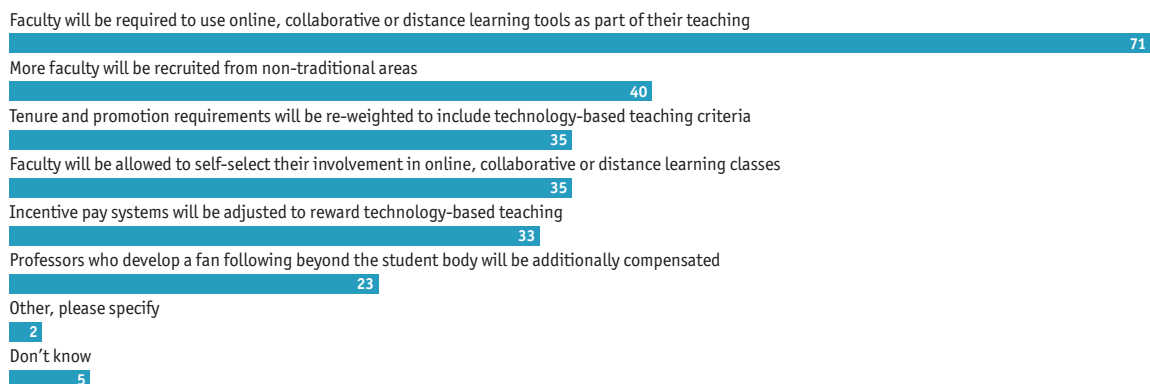 Faculty will be required to use online, collaborative or distance learning tools as part of their teaching
71
More faculty will be recruited from non-traditional areas
40
Tenure and promotion requirements will be re-weighted to include technology-based teaching criteria
35
Faculty will be allowed to self-select their involvement in online, collaborative or distance learning classes
35
Incentive pay systems will be adjusted to reward technology-based teaching
33
Professors who develop a fan following beyond the student body will be additionally compensated
23
Other, please specify
2
Don’t know
5